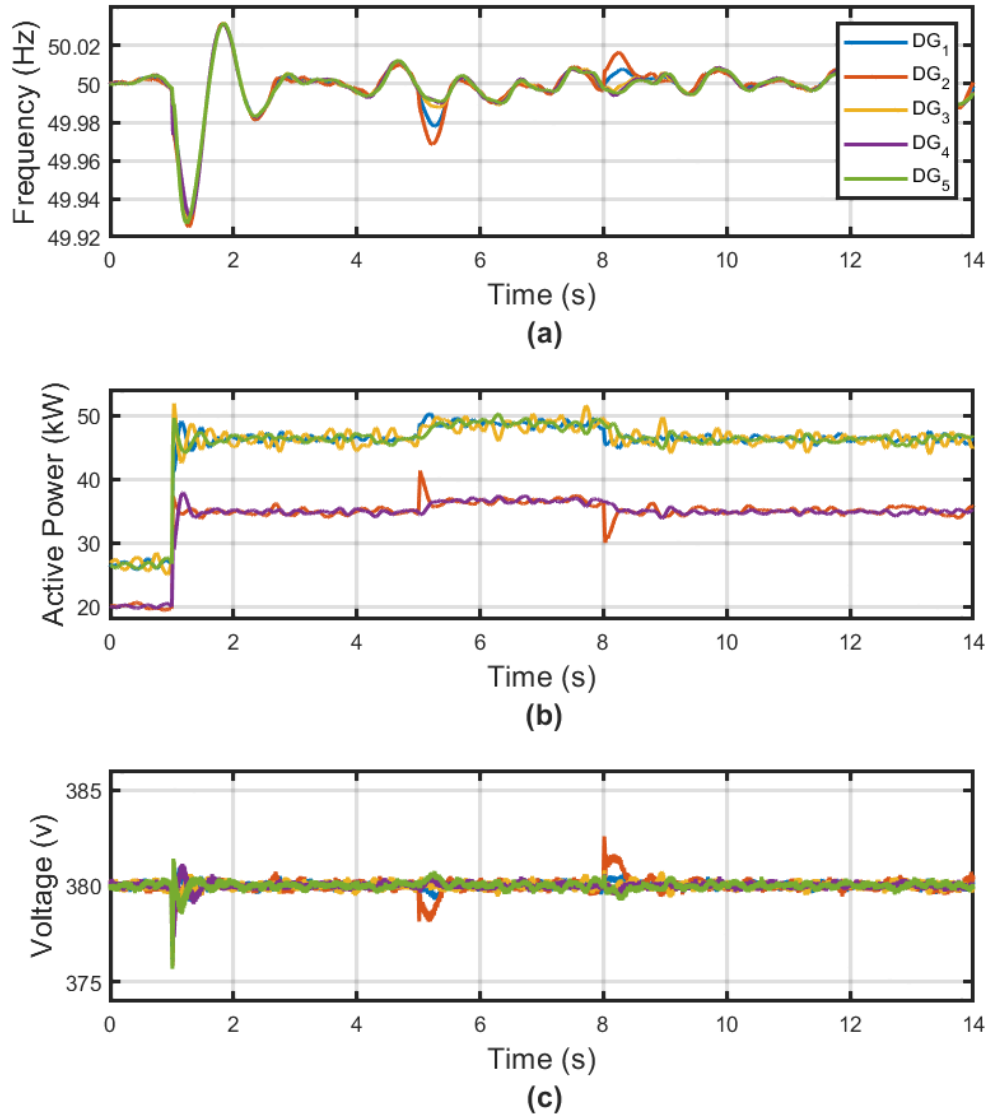 Frequency (Hz)
50.02
50
49.98
49.96
49.94
49.92
DG1
DG2
DG3
DG4
DG5
0 2 4 6 8 10 12 14
Time (s)
(a)
Active Power (kW)
50
40
30
20
0 2 4 6 8 10 12 14
Time (s)
(b)
Voltage (v)
385
380
375
0 2 4 6 8 10 12 14
Time (s)
(c)